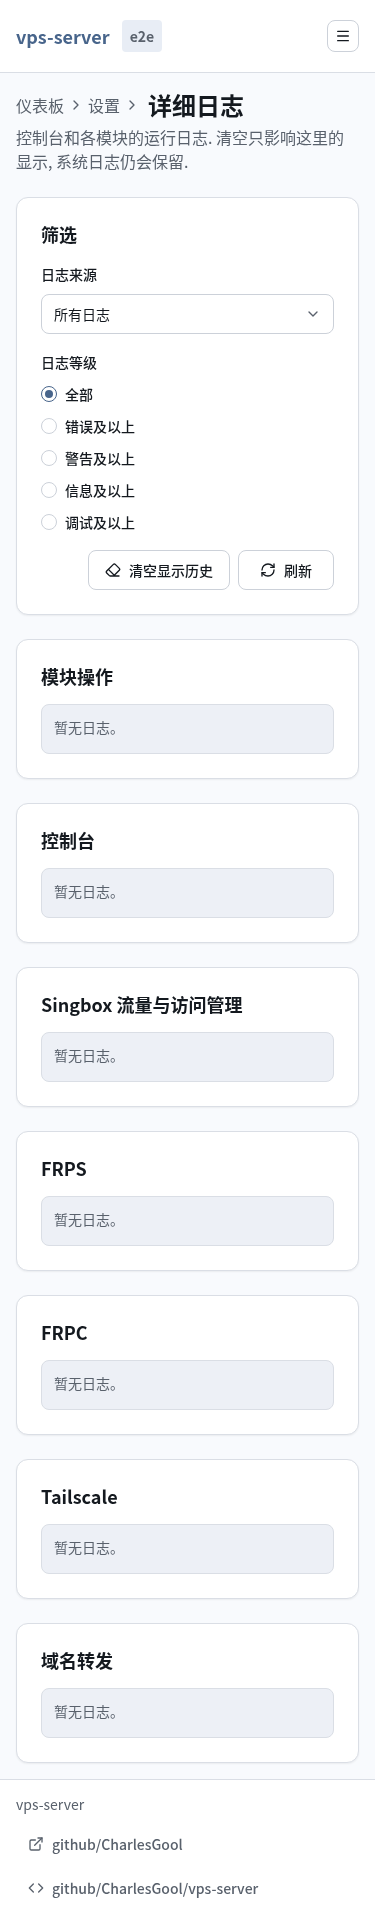 vps-server e2e
仪表板 > 设置 > 详细日志
控制台和各模块的运行日志. 清空只影响这里的
显示, 系统日志仍会保留.
筛选
日志来源
所有日志
日志等级
全部
错误及以上
警告及以上
信息及以上
调试及以上
清空显示历史 刷新
模块操作
暂无日志。
控制台
暂无日志。
Singbox 流量与访问管理
暂无日志。
FRPS
暂无日志。
FRPC
暂无日志。
Tailscale
暂无日志。
域名转发
暂无日志。
vps-server
github/CharlesGool
github/CharlesGool/vps-server